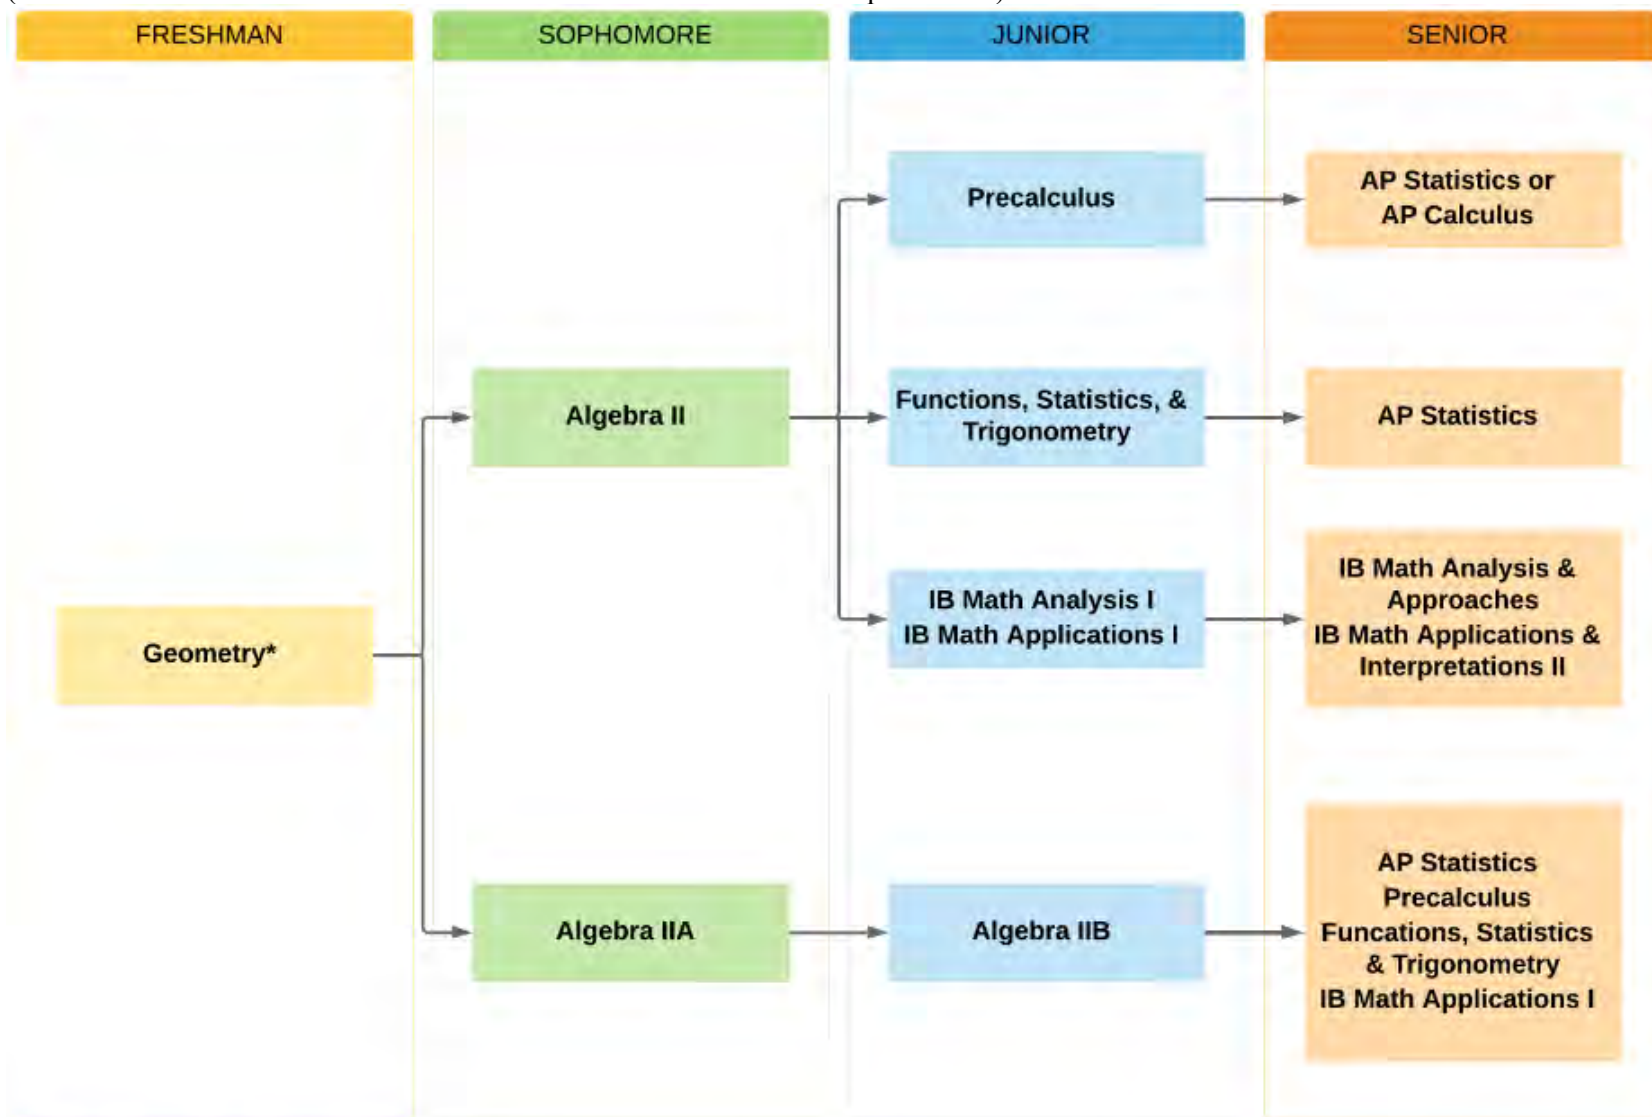 FRESHMAN
SOPHOMORE
JUNIOR
SENIOR
Precalculus
AP Statistics or
AP Calculus
Algebra II
Functions, Statistics, &
Trigonometry
AP Statistics
Geometry*
IB Math Analysis I
IB Math Applications I
IB Math Analysis &
Approaches
IB Math Applications &
Interpretations II
Algebra IIA
Algebra IIB
AP Statistics
Precalculus
Funcations, Statistics
& Trigonometry
IB Math Applications I